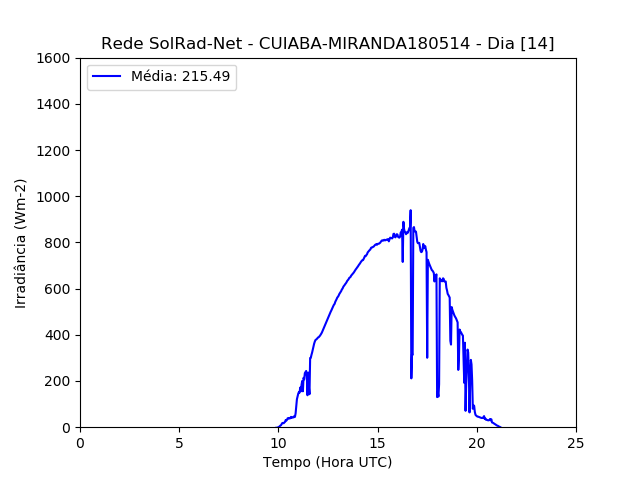 Rede SolRad-Net - CUIABA-MIRANDA180514 - Dia [14]
Média: 215.49
1600
1400
1200
1000
800
600
400
200
0
Irradiância (Wm-2)
0 5 10 15 20 25
Tempo (Hora UTC)